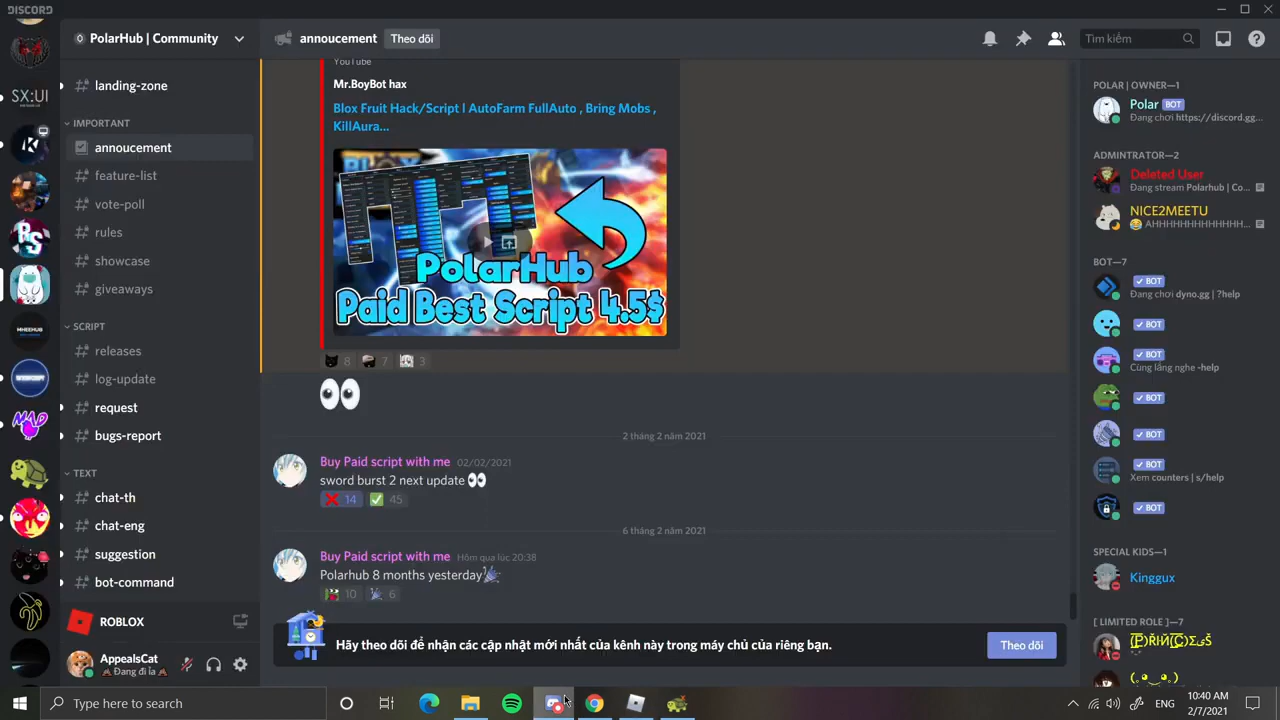 DISCORD
PolarHub | Community
annoucement
Theo dõi
Tìm kiếm
SX:UI
MHEEHUB
MAD
landing-zone
IMPORTANT
annoucement
feature-list
vote-poll
rules
showcase
giveaways
SCRIPT
releases
log-update
request
bugs-report
TEXT
chat-th
chat-eng
suggestion
bot-command
ROBLOX
AppealsCat
Đang đi ỉa
YouTube
Mr.BoyBot hax
Blox Fruit Hack/Script l AutoFarm FullAuto , Bring Mobs ,
KillAura...
PolarHub
Paid Best Script 4.5$
8 7 3
2 tháng 2 năm 2021
Buy Paid script with me 02/02/2021
sword burst 2 next update
14 45
6 tháng 2 năm 2021
Buy Paid script with me Hôm qua lúc 20:38
Polarhub 8 months yesterday
10 6
Hãy theo dõi để nhận các cập nhật mới nhất của kênh này trong máy chủ của riêng bạn.
Theo dõi
POLAR | OWNER—1
Polar BOT
Đang chơi https://discord.gg...
ADMINTRATOR—2
Deleted User
Đang stream Polarhub | Co...
NICE2MEETU
AHHHHHHHHHHHH...
BOT—7
BOT
Đang chơi dyno.gg | ?help
BOT
BOT
Cùng lắng nghe -help
BOT
BOT
BOT
Xem counters | s/help
BOT
SPECIAL KIDS—1
Kinggux
[ LIMITED ROLE ]—7
Type here to search
ENG
10:40 AM
2/7/2021